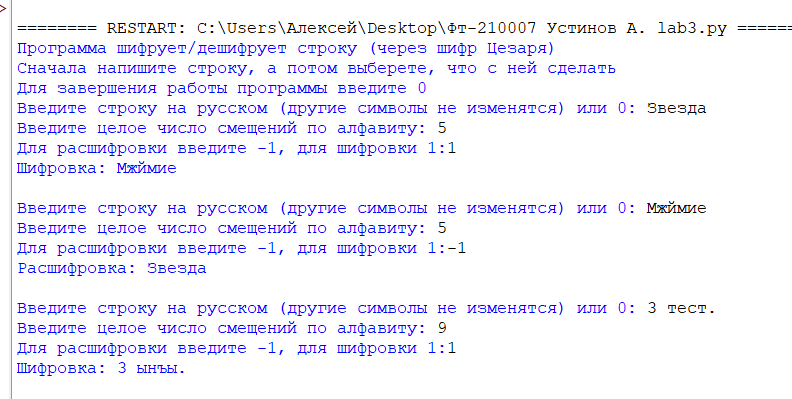 ======== RESTART: C:\Users\Алексей\Desktop\Фт-210007 Устинов А. lab3.py ======
Программа шифрует/дешифрует строку (через шифр Цезаря)
Сначала напишите строку, а потом выберете, что с ней сделать
Для завершения работы программы введите 0
Введите строку на русском (другие символы не изменятся) или 0: Звезда
Введите целое число смещений по алфавиту: 5
Для расшифровки введите -1, для шифровки 1:1
Шифровка: Мжймие
Введите строку на русском (другие символы не изменятся) или 0: Мжймие
Введите целое число смещений по алфавиту: 5
Для расшифровки введите -1, для шифровки 1:-1
Расшифровка: Звезда
Введите строку на русском (другие символы не изменятся) или 0: 3 тест.
Введите целое число смещений по алфавиту: 9
Для расшифровки введите -1, для шифровки 1:1
Шифровка: 3 ынъы.